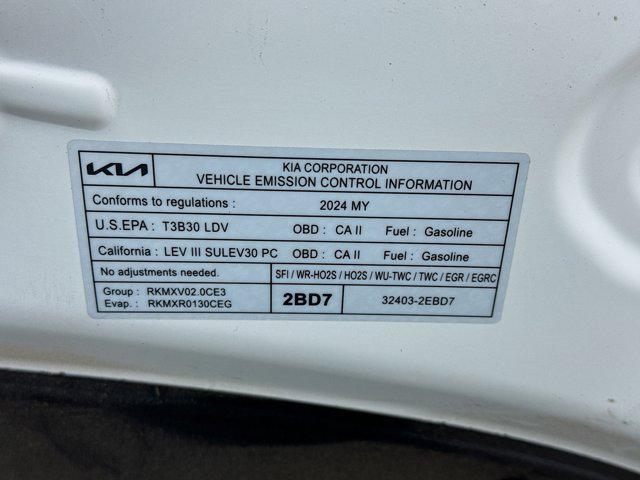 KIA KIA CORPORATION
VEHICLE EMISSION CONTROL INFORMATION
Conforms to regulations : 2024 MY
U.S.EPA : T3B30 LDV OBD : CA II Fuel : Gasoline
California : LEV III SULEV30 PC OBD : CA II Fuel : Gasoline
No adjustments needed. SFI / WR-HO2S / HO2S / WU-TWC / TWC / EGR / EGRC
Group : RKMXV02.0CE3
Evap. : RKMXR0130CEG
2BD7 32403-2EBD7